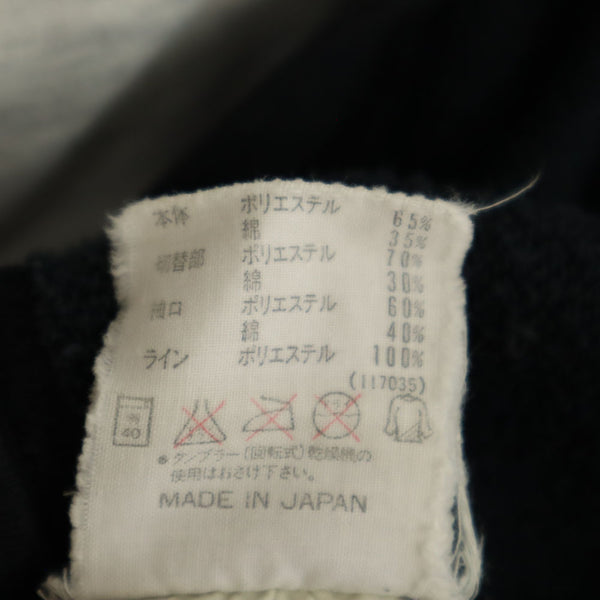 本体 ポリエステル 65%
綿 35%
切替部 ポリエステル 70%
綿 30%
袖口 ポリエステル 60%
綿 40%
ライン ポリエステル 100%
(117035)
40
※タンブラー(回転式)乾燥機の
使用はおさけ下さい。
MADE IN JAPAN